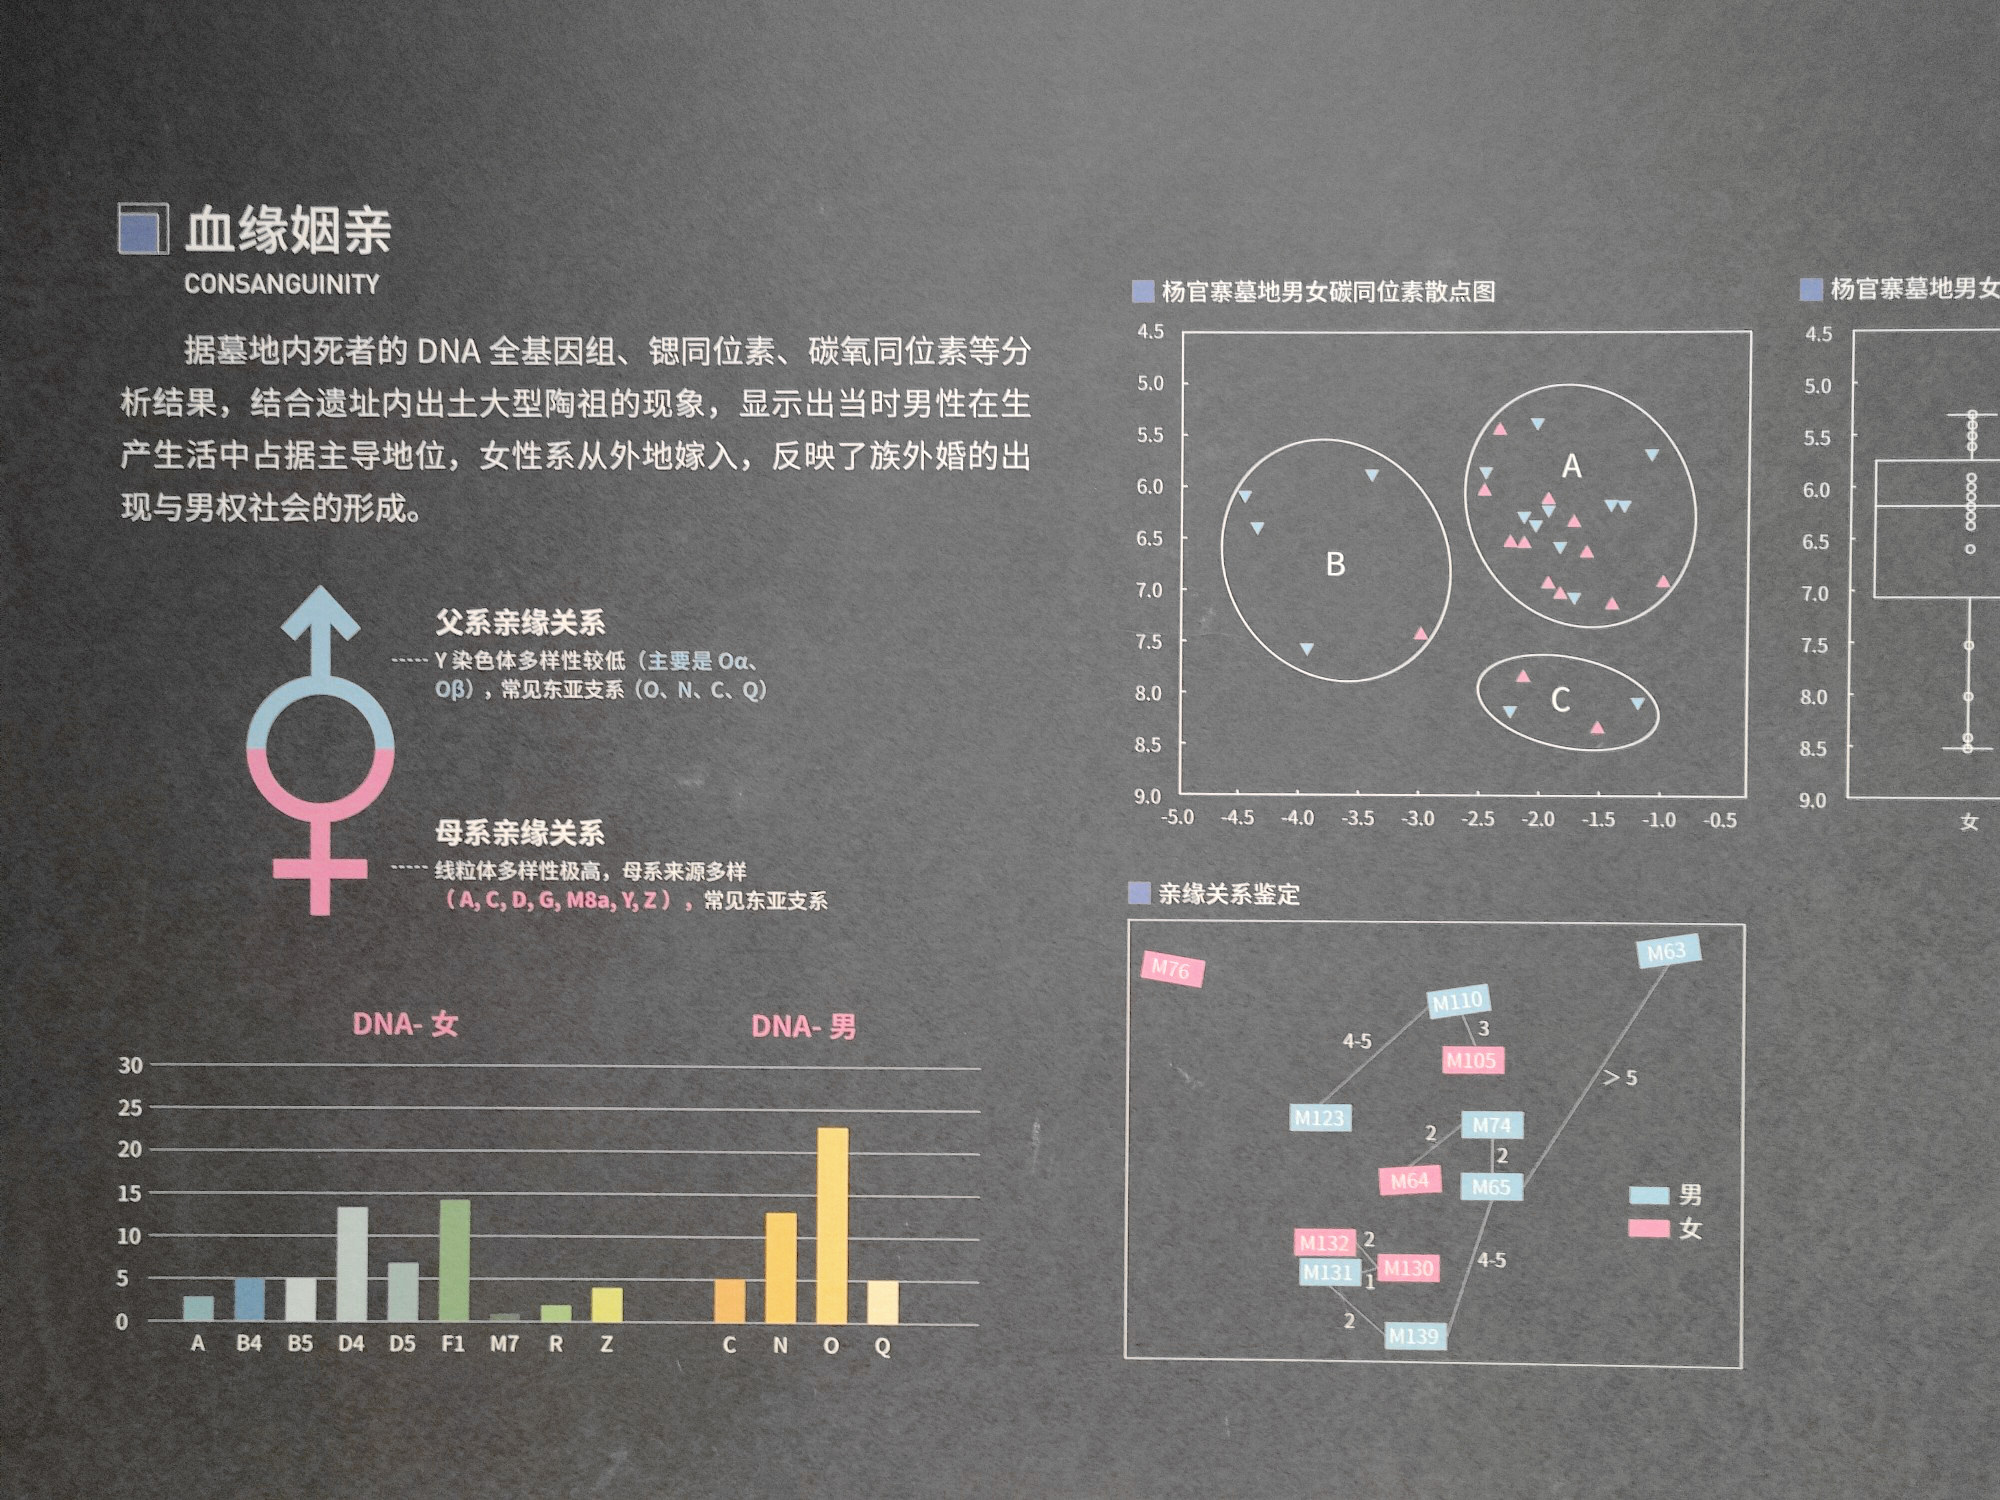 血缘姻亲
CONSANGUINITY
据墓地内死者的 DNA 全基因组、锶同位素、碳氧同位素等分
析结果，结合遗址内出土大型陶祖的现象，显示出当时男性在生
产生活中占据主导地位，女性系从外地嫁入，反映了族外婚的出
现与男权社会的形成。
父系亲缘关系
Y 染色体多样性较低（主要是 Oα、
Oβ），常见东亚支系（O、N、C、Q）
母系亲缘关系
线粒体多样性极高，母系来源多样
（A, C, D, G, M8a, Y, Z），常见东亚支系
DNA- 女
DNA- 男
30
25
20
15
10
5
0
A B4 B5 D4 D5 F1 M7 R Z C N O Q
杨官寨墓地男女碳同位素散点图
4.5
5.0
5.5
6.0
6.5
7.0
7.5
8.0
8.5
9.0
A
B
C
-5.0 -4.5 -4.0 -3.5 -3.0 -2.5 -2.0 -1.5 -1.0 -0.5
杨官寨墓地男女
4.5
5.0
5.5
6.0
6.5
7.0
7.5
8.0
8.5
9.0
女
亲缘关系鉴定
M76
M63
M110
4-5
3
M105
> 5
M123
M74
2
2
M64
M65
男
女
M132
2
M131
1
M130
4-5
2
M139